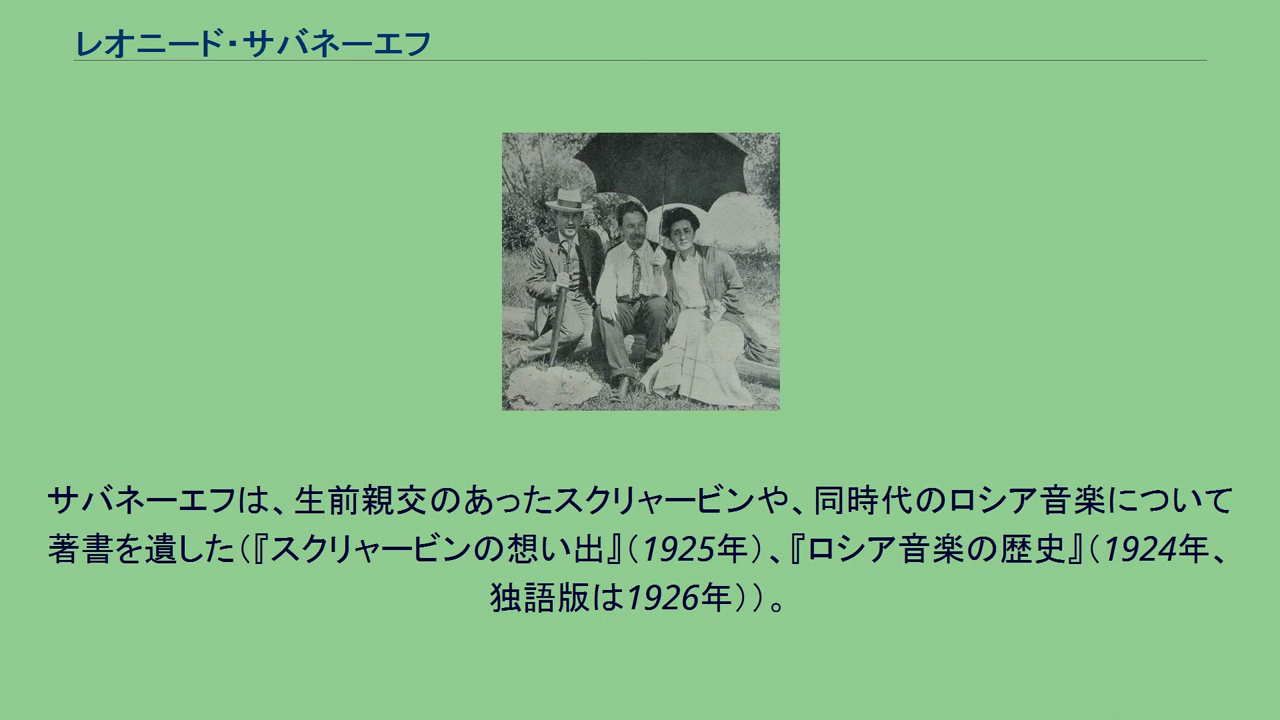 レオニード・サバネーエフ
サバネーエフは、生前親交のあったスクリャービンや、同時代のロシア音楽について
著書を遺した（『スクリャービンの想い出』（1925年）、『ロシア音楽の歴史』（1924年、
独語版は1926年））。